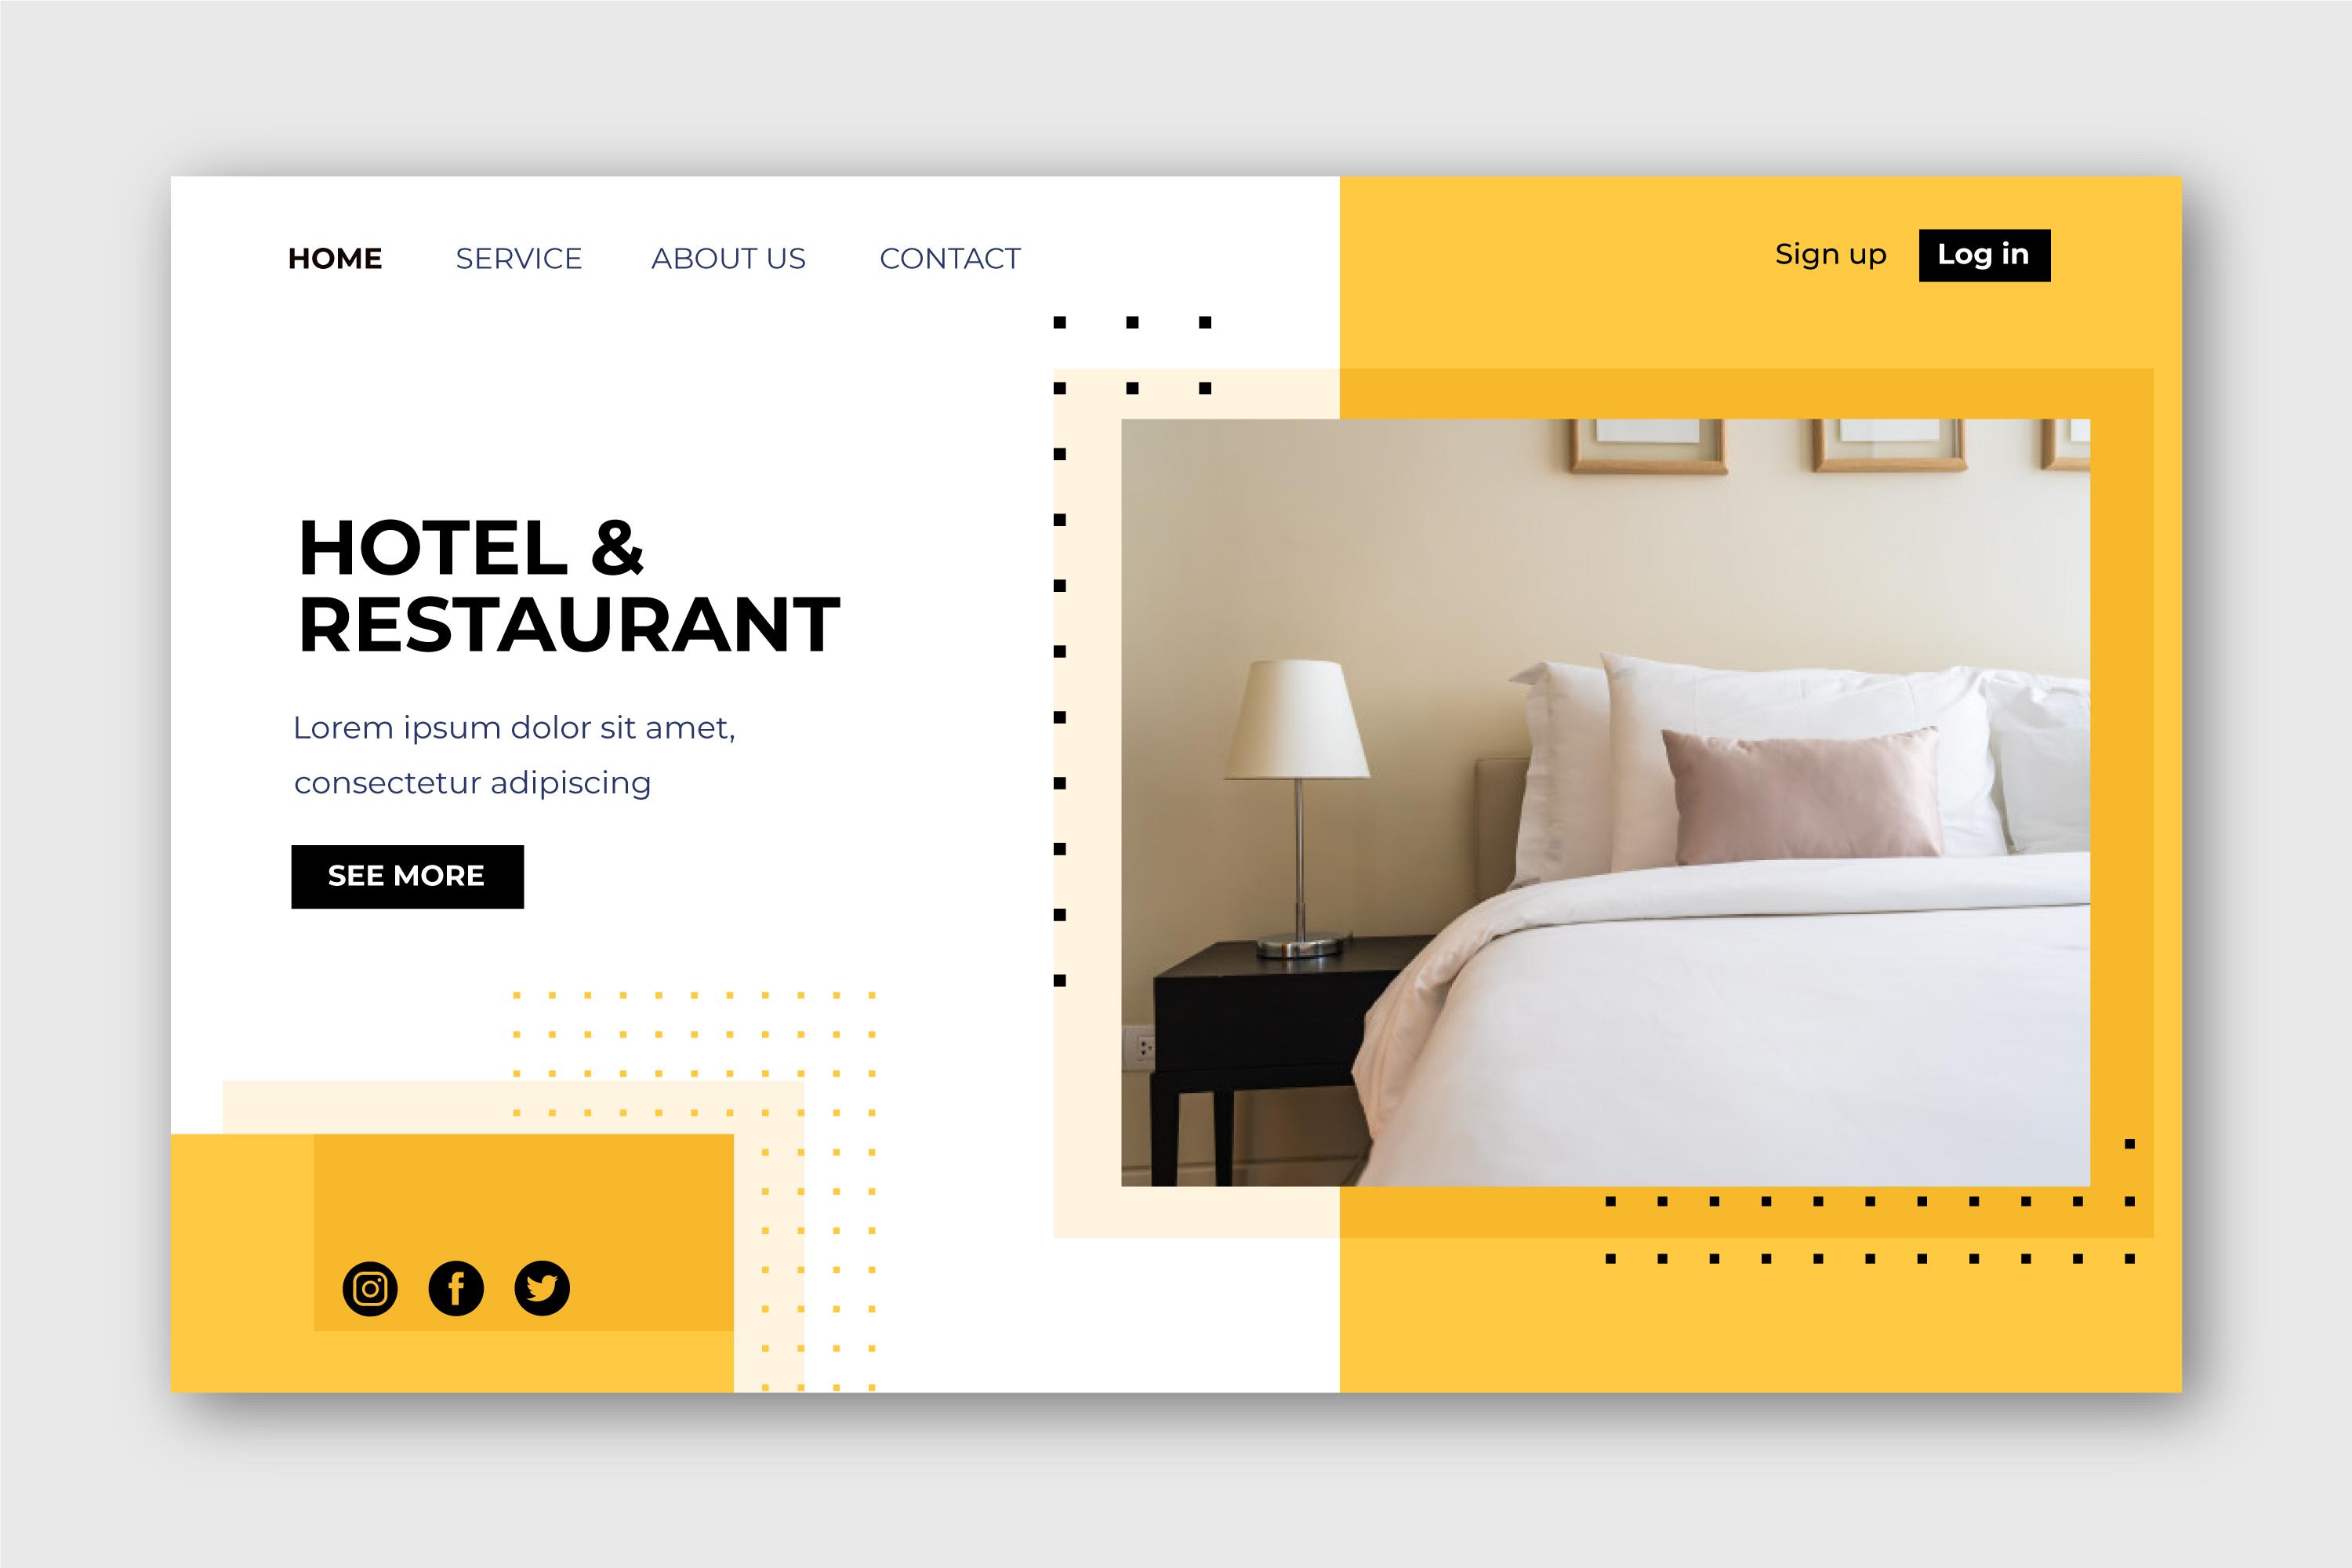 HOME SERVICE ABOUT US CONTACT Sign up Log in
HOTEL &
RESTAURANT
Lorem ipsum dolor sit amet,
consectetur adipiscing
SEE MORE